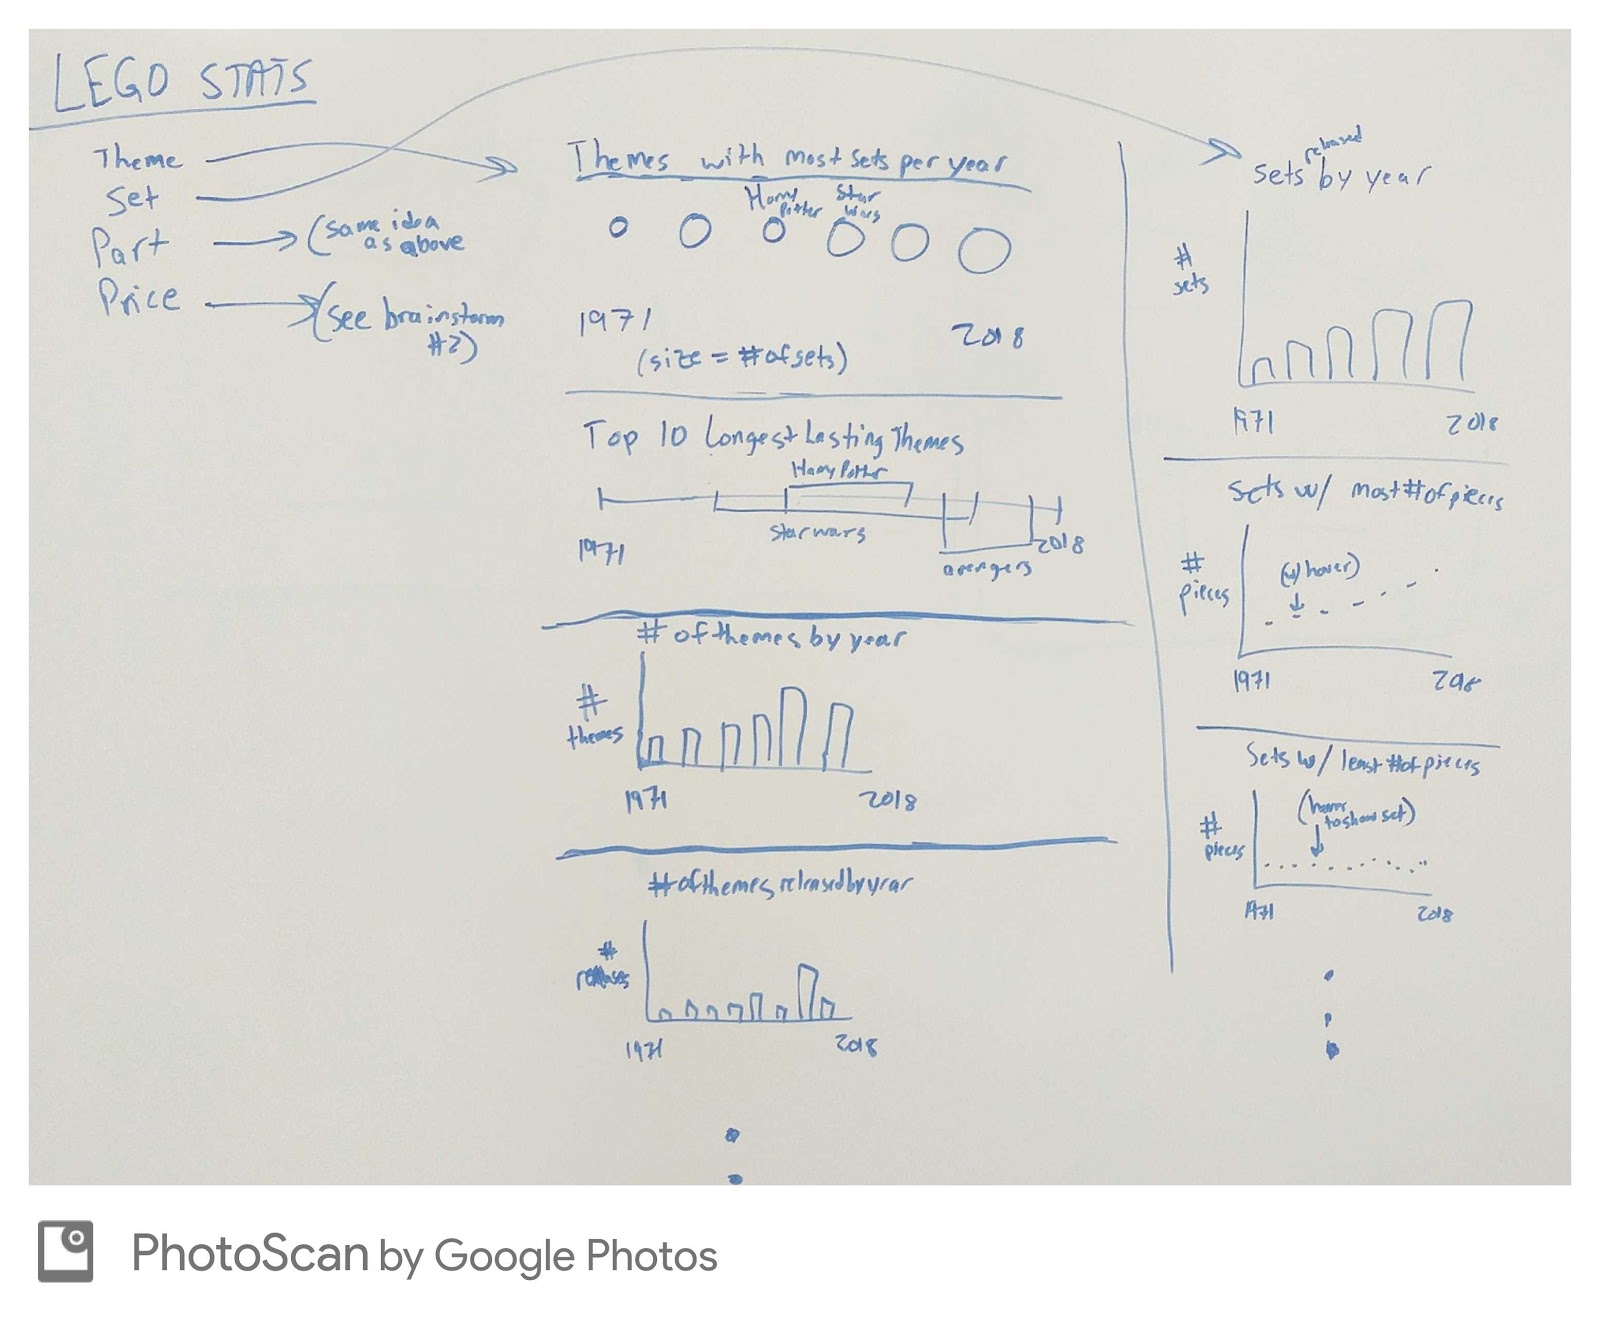 LEGO STATS
Theme
Set
Part
(same idea
as above
Price
(see brainstorm
#2)
Themes with most sets per year
Harry
Potter
Star
Wars
1971
2018
(size = # of sets)
Top 10 Longest Lasting Themes
Harry Potter
Star wars
1971
2018
avengers
# of themes by year
#
themes
1971
2018
# of themes released by year
#
releases
1971
2018
released
Sets by year
#
sets
1971
2018
Sets w/ most # of pieces
#
pieces
(w/ hover)
1971
2018
Sets w/ least # of pieces
#
pieces
(hover
to show set)
1971
2018
PhotoScan by Google Photos